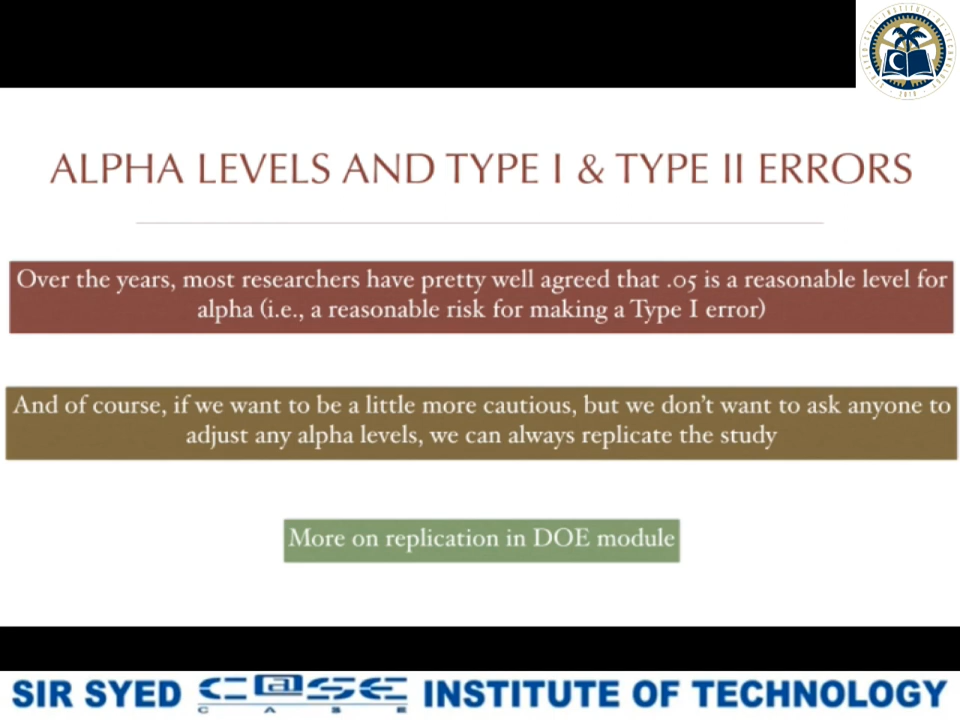 ALPHA LEVELS AND TYPE I & TYPE II ERRORS
Over the years, most researchers have pretty well agreed that .05 is a reasonable level for
alpha (i.e., a reasonable risk for making a Type I error)
And of course, if we want to be a little more cautious, but we don't want to ask anyone to
adjust any alpha levels, we can always replicate the study
More on replication in DOE module
SIR SYED C@SE INSTITUTE OF TECHNOLOGY
C A S E